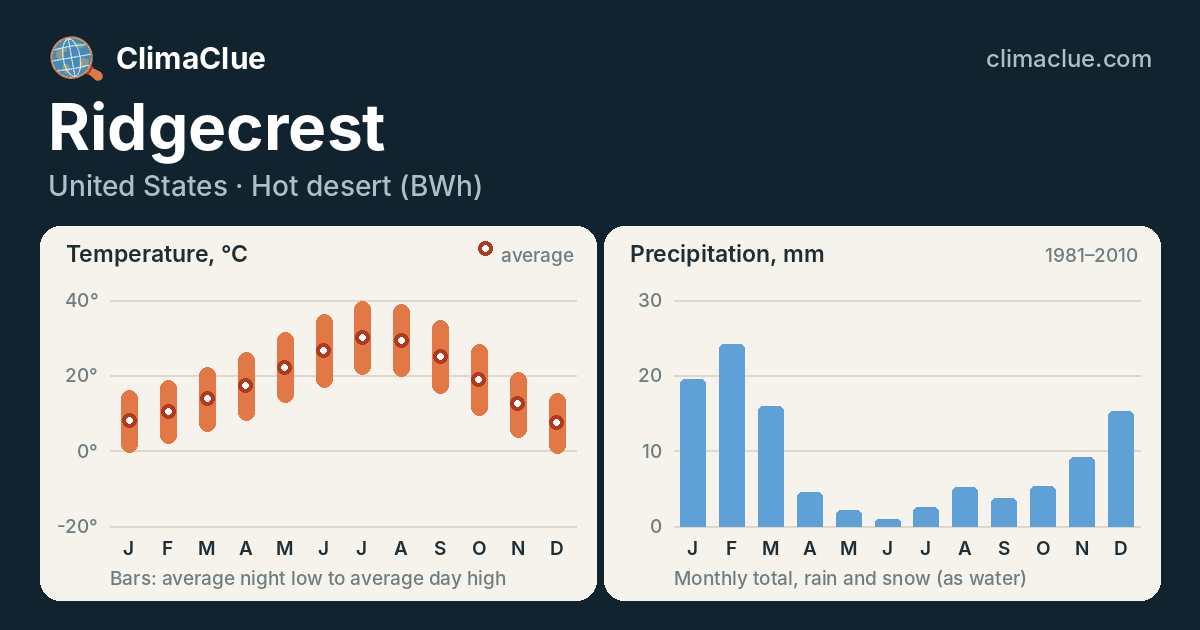 ClimaClue
climaclue.com
Ridgecrest
United States · Hot desert (BWh)
Temperature, °C
average
40°
20°
0°
-20°
J F M A M J J A S O N D
Bars: average night low to average day high
Precipitation, mm
1981–2010
30
20
10
0
J F M A M J J A S O N D
Monthly total, rain and snow (as water)